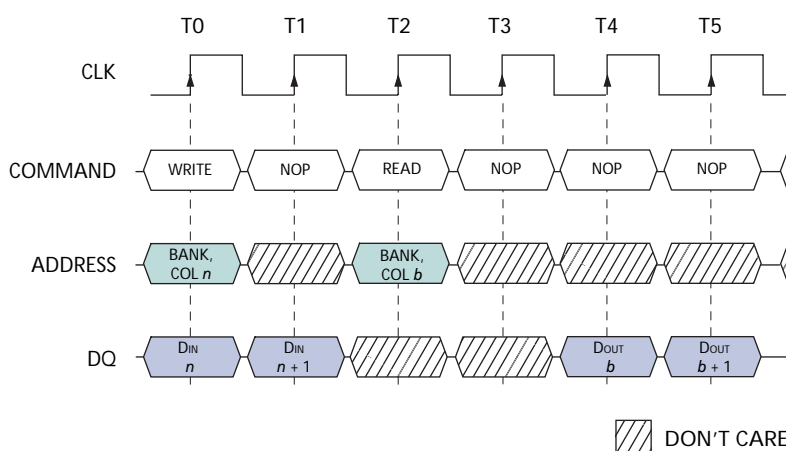 T0 T1 T2 T3 T4 T5
CLK
COMMAND WRITE NOP READ NOP NOP NOP
ADDRESS BANK, COL n BANK, COL b
DQ DIN n DIN n + 1 DOUT b DOUT b + 1
DON'T CARE